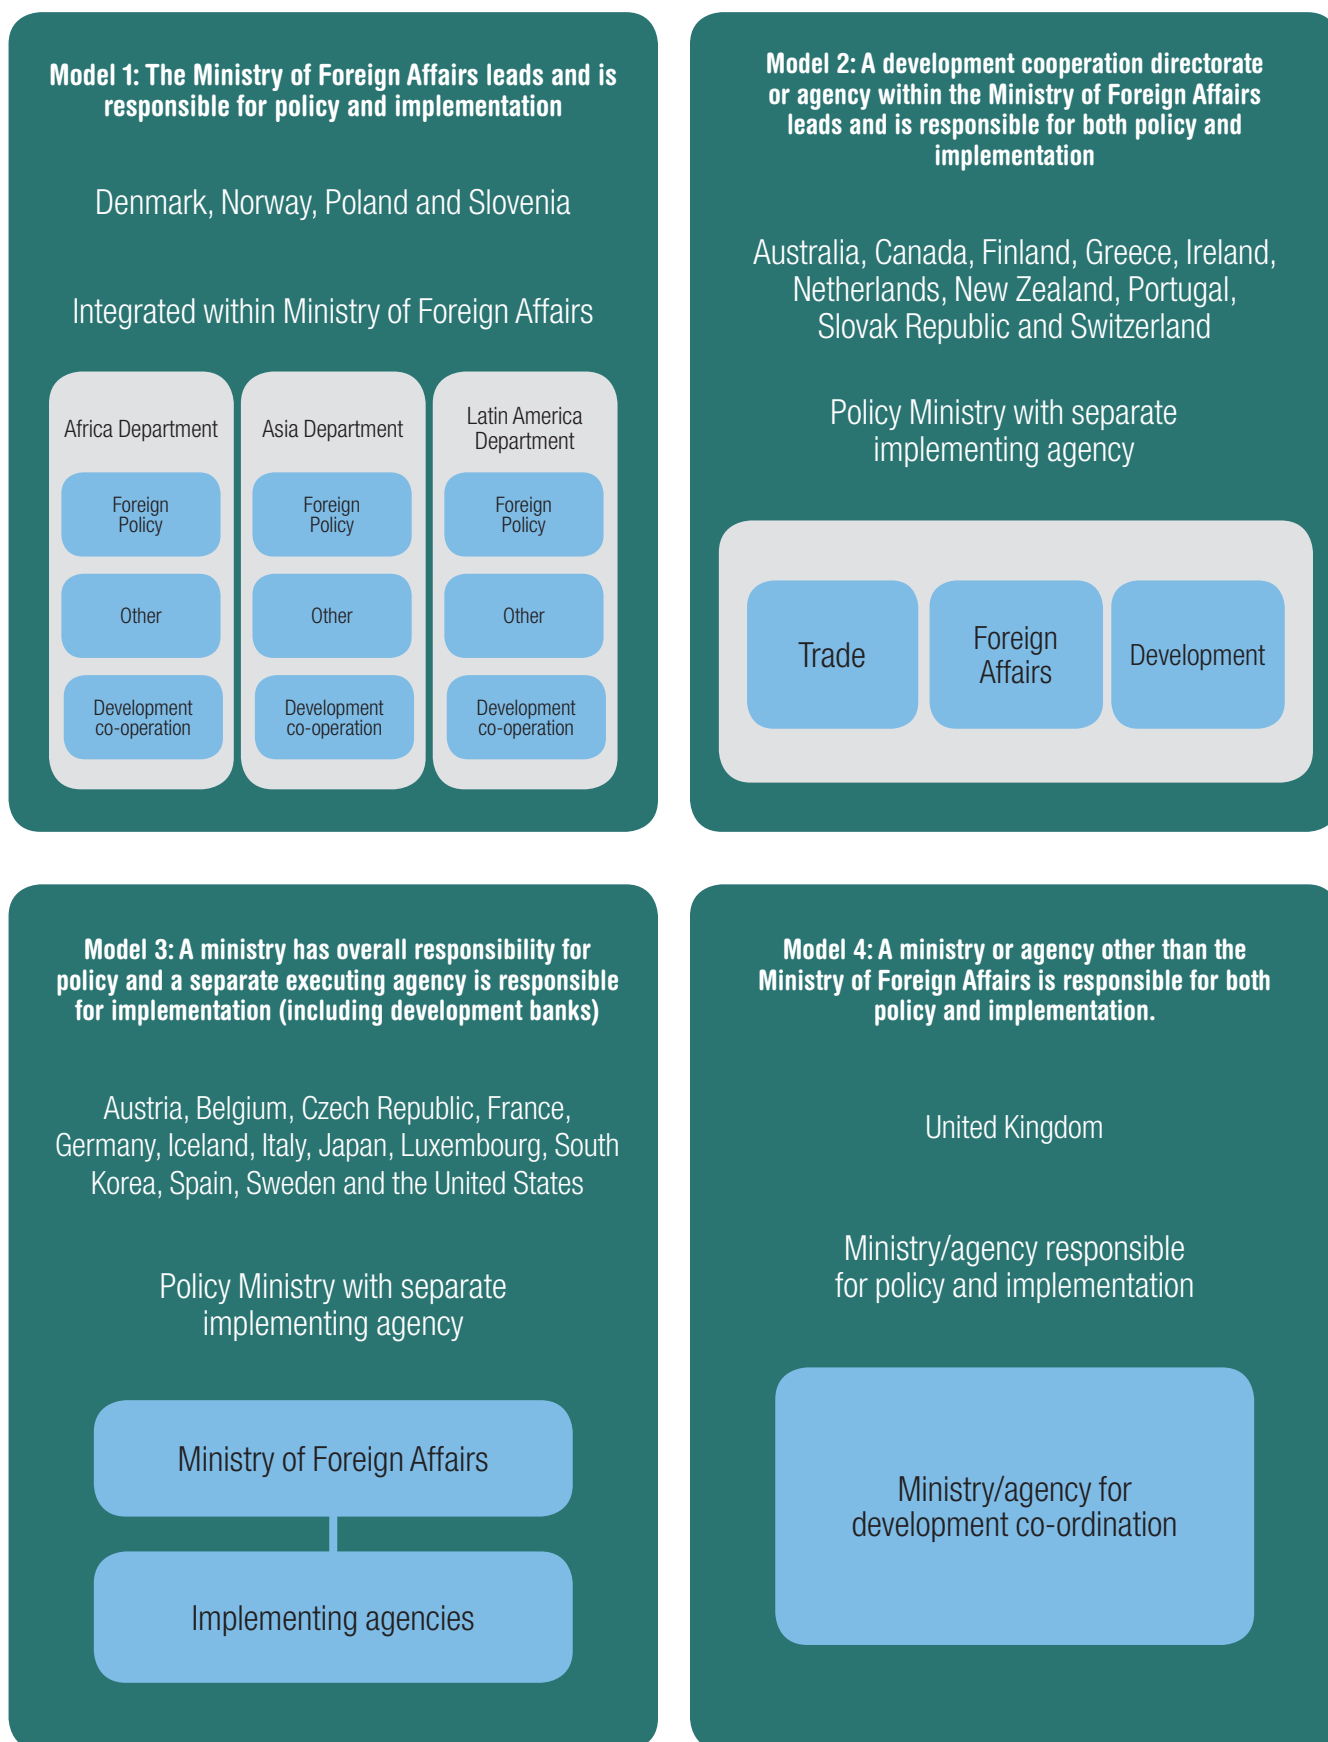 Model 1: The Ministry of Foreign Affairs leads and is
responsible for policy and implementation
Denmark, Norway, Poland and Slovenia
Integrated within Ministry of Foreign Affairs
Africa Department
Foreign
Policy
Other
Development
co-operation
Asia Department
Foreign
Policy
Other
Development
co-operation
Latin America
Department
Foreign
Policy
Other
Development
co-operation
Model 2: A development cooperation directorate
or agency within the Ministry of Foreign Affairs
leads and is responsible for both policy and
implementation
Australia, Canada, Finland, Greece, Ireland,
Netherlands, New Zealand, Portugal,
Slovak Republic and Switzerland
Policy Ministry with separate
implementing agency
Trade
Foreign
Affairs
Development
Model 3: A ministry has overall responsibility for
policy and a separate executing agency is responsible
for implementation (including development banks)
Austria, Belgium, Czech Republic, France,
Germany, Iceland, Italy, Japan, Luxembourg, South
Korea, Spain, Sweden and the United States
Policy Ministry with separate
implementing agency
Ministry of Foreign Affairs
Implementing agencies
Model 4: A ministry or agency other than the
Ministry of Foreign Affairs is responsible for both
policy and implementation.
United Kingdom
Ministry/agency responsible
for policy and implementation
Ministry/agency for
development co-ordination